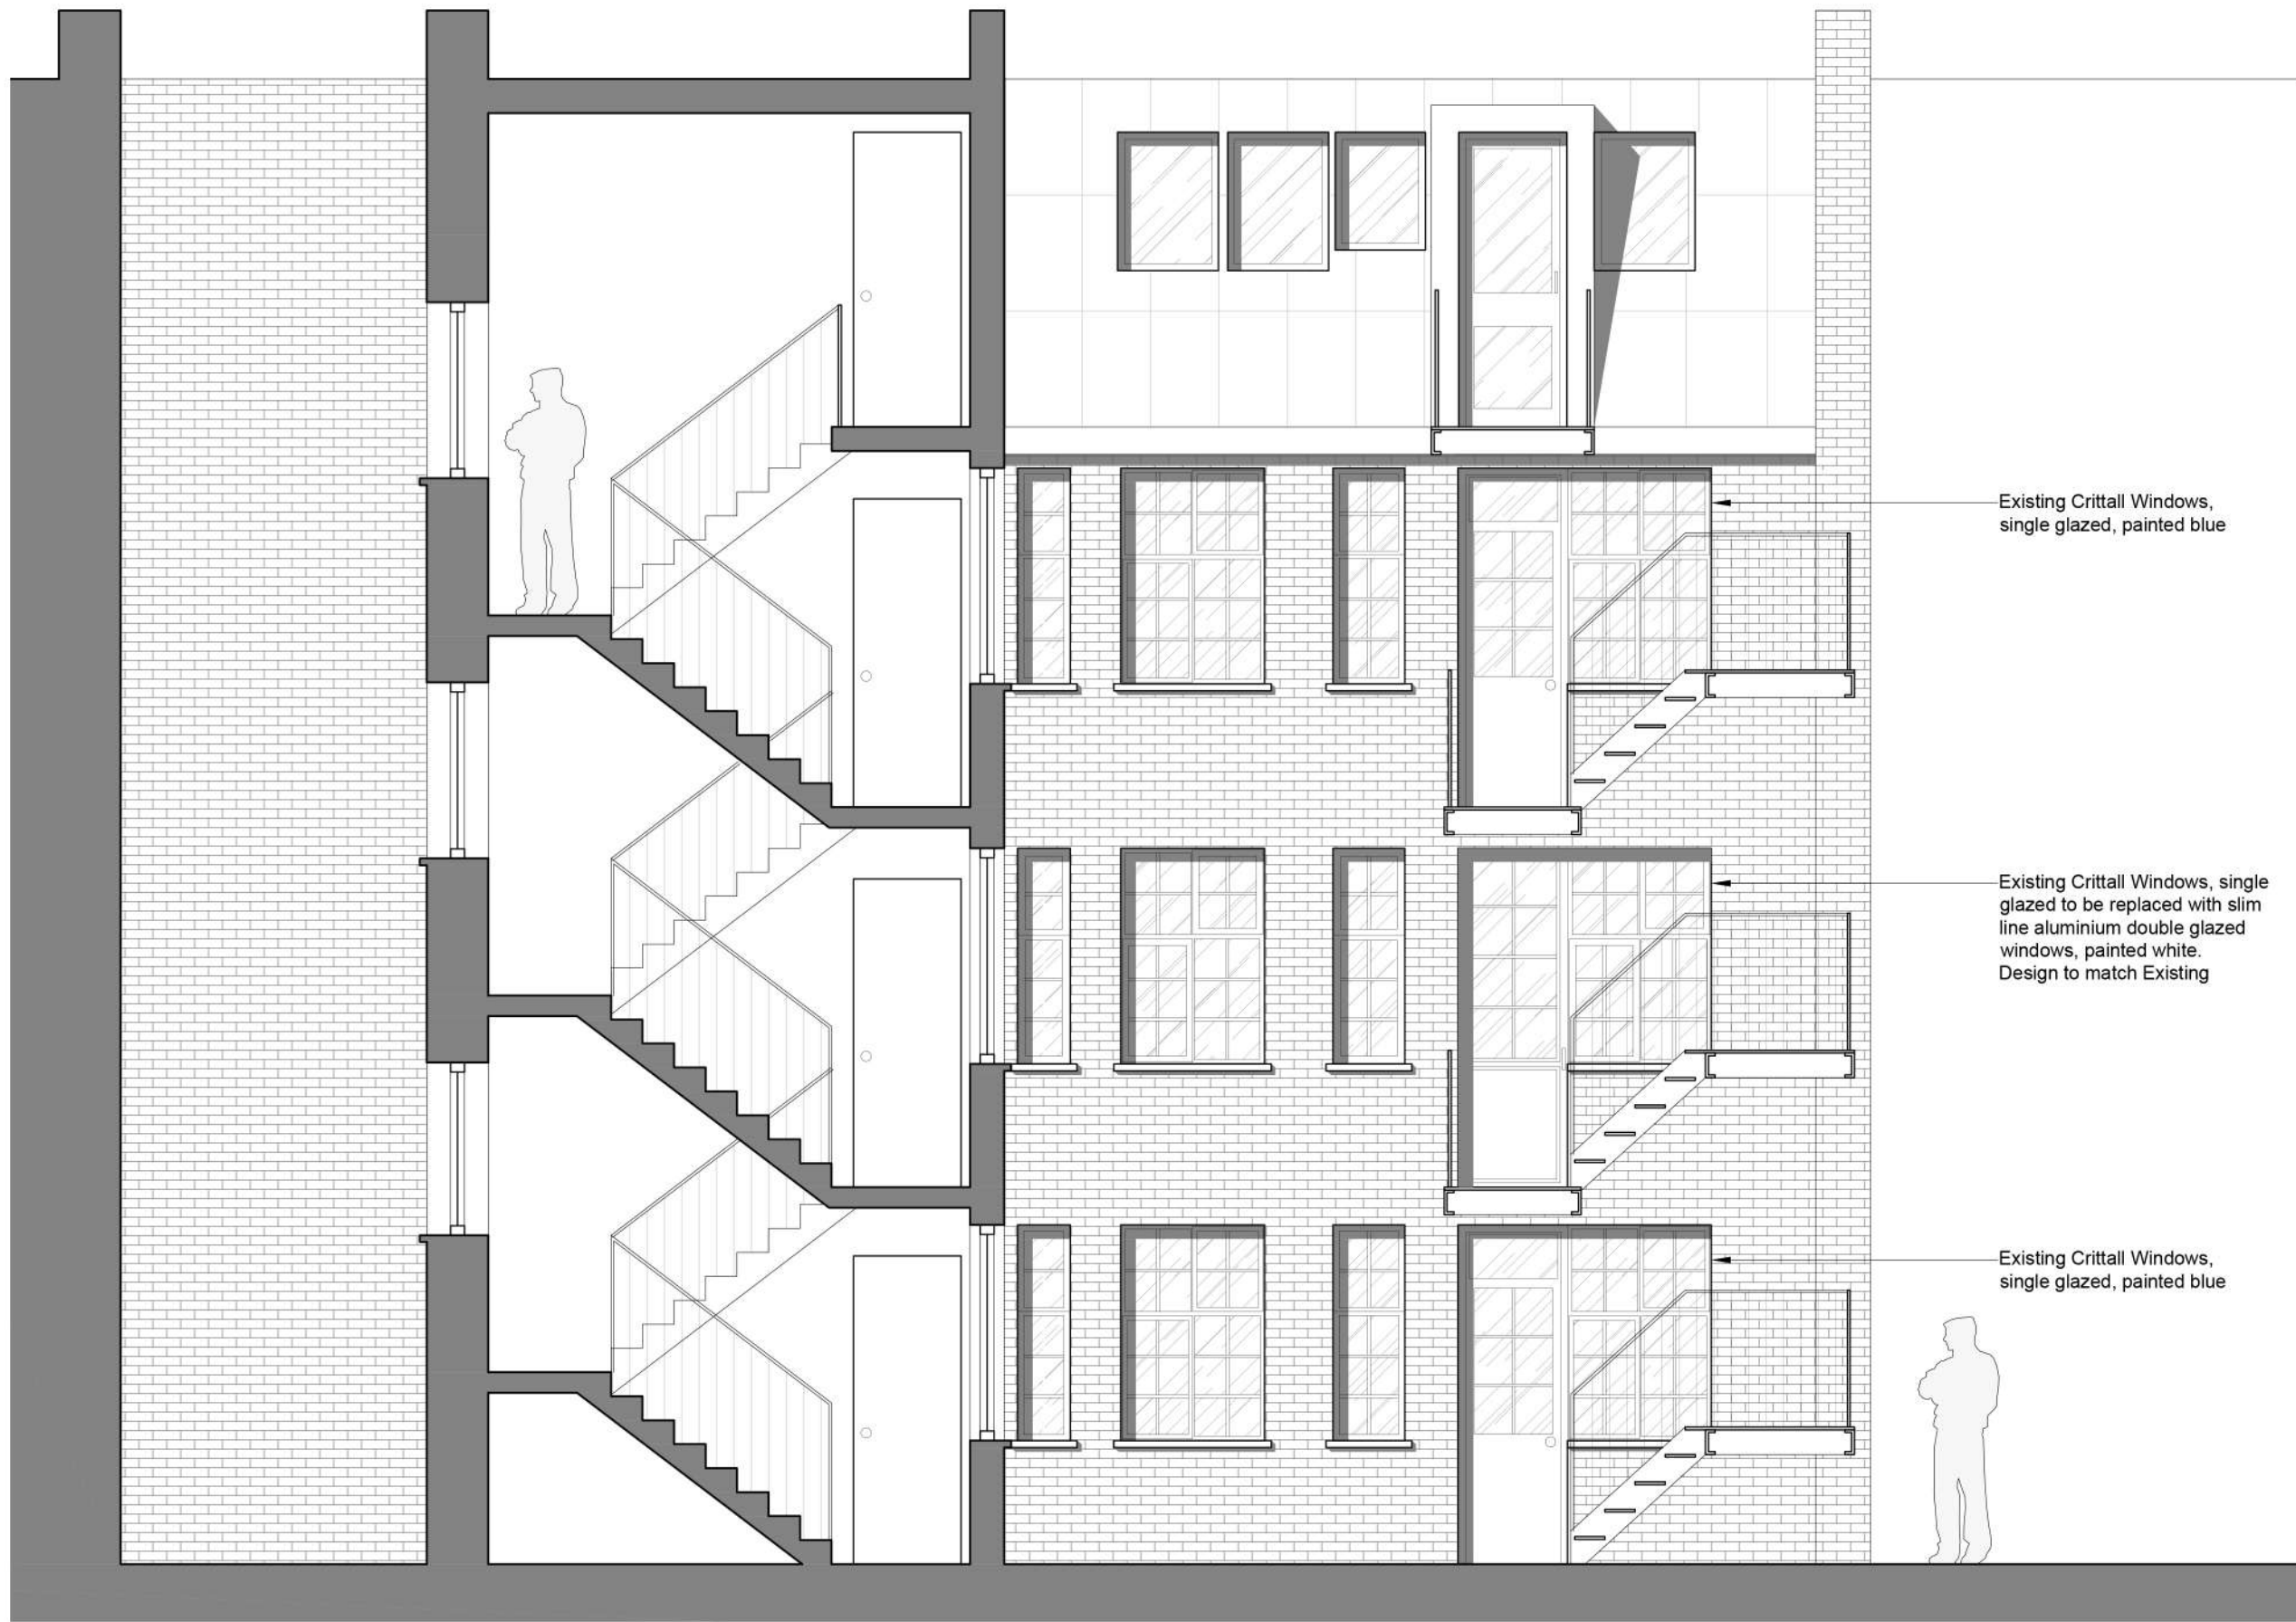 Existing Crittall Windows,
single glazed, painted blue
Existing Crittall Windows, single
glazed to be replaced with slim
line aluminium double glazed
windows, painted white.
Design to match Existing
Existing Crittall Windows,
single glazed, painted blue